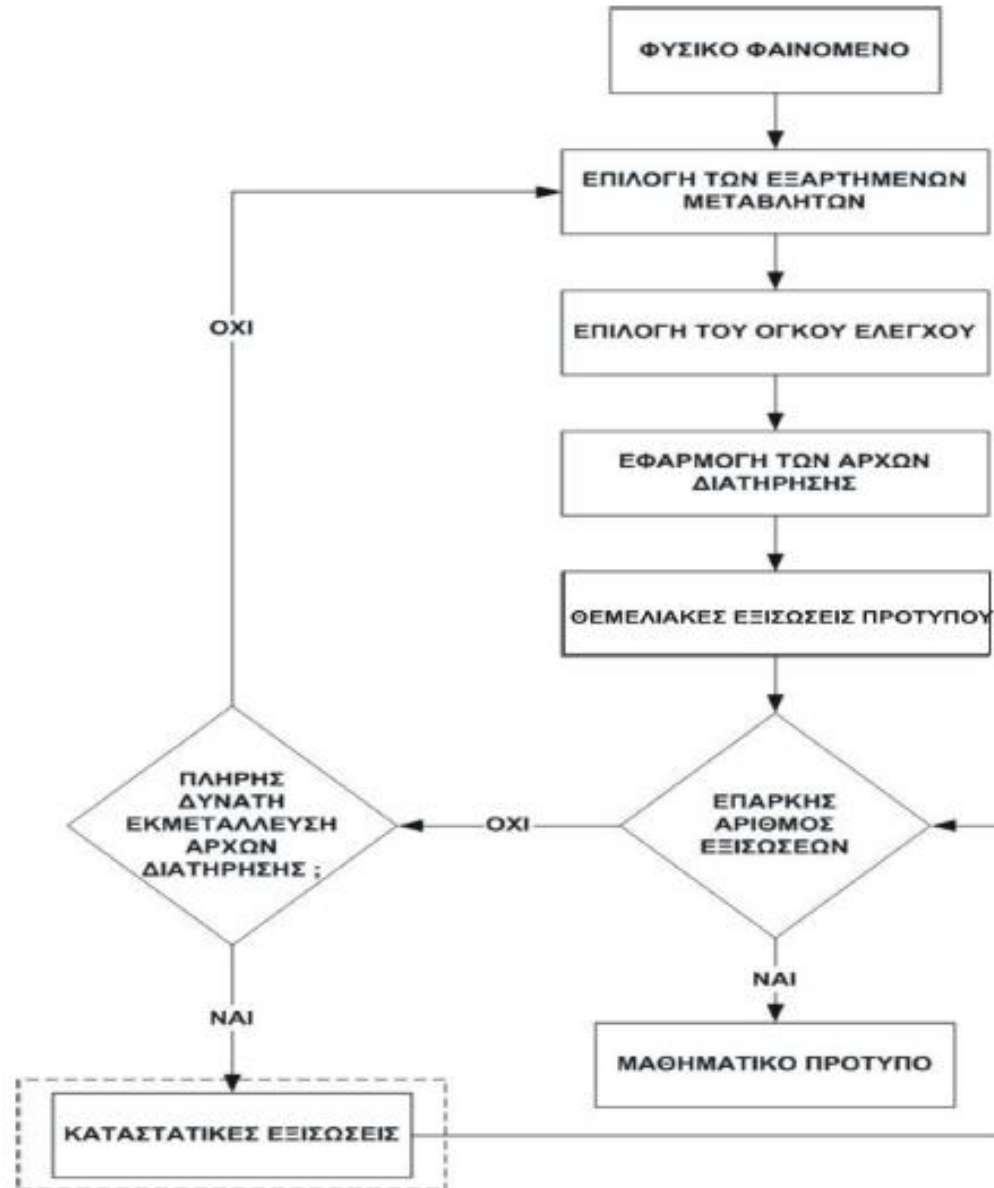 ΦΥΣΙΚΟ ΦΑΙΝΟΜΕΝΟ
ΕΠΙΛΟΓΗ ΤΩΝ ΕΞΑΡΤΗΜΕΝΩΝ
ΜΕΤΑΒΛΗΤΩΝ
ΟΧΙ
ΕΠΙΛΟΓΗ ΤΟΥ ΟΓΚΟΥ ΕΛΕΓΧΟΥ
ΕΦΑΡΜΟΓΗ ΤΩΝ ΑΡΧΩΝ
ΔΙΑΤΗΡΗΣΗΣ
ΘΕΜΕΛΙΑΚΕΣ ΕΞΙΣΩΣΕΙΣ ΠΡΟΤΥΠΟΥ
ΠΛΗΡΗΣ
ΔΥΝΑΤΗ
ΕΚΜΕΤΑΛΛΕΥΣΗ
ΑΡΧΩΝ
ΔΙΑΤΗΡΗΣΗΣ ;
ΟΧΙ
ΕΠΑΡΚΗΣ
ΑΡΙΘΜΟΣ
ΕΞΙΣΩΣΕΩΝ
ΝΑΙ
ΝΑΙ
ΜΑΘΗΜΑΤΙΚΟ ΠΡΟΤΥΠΟ
ΚΑΤΑΣΤΑΤΙΚΕΣ ΕΞΙΣΩΣΕΙΣ